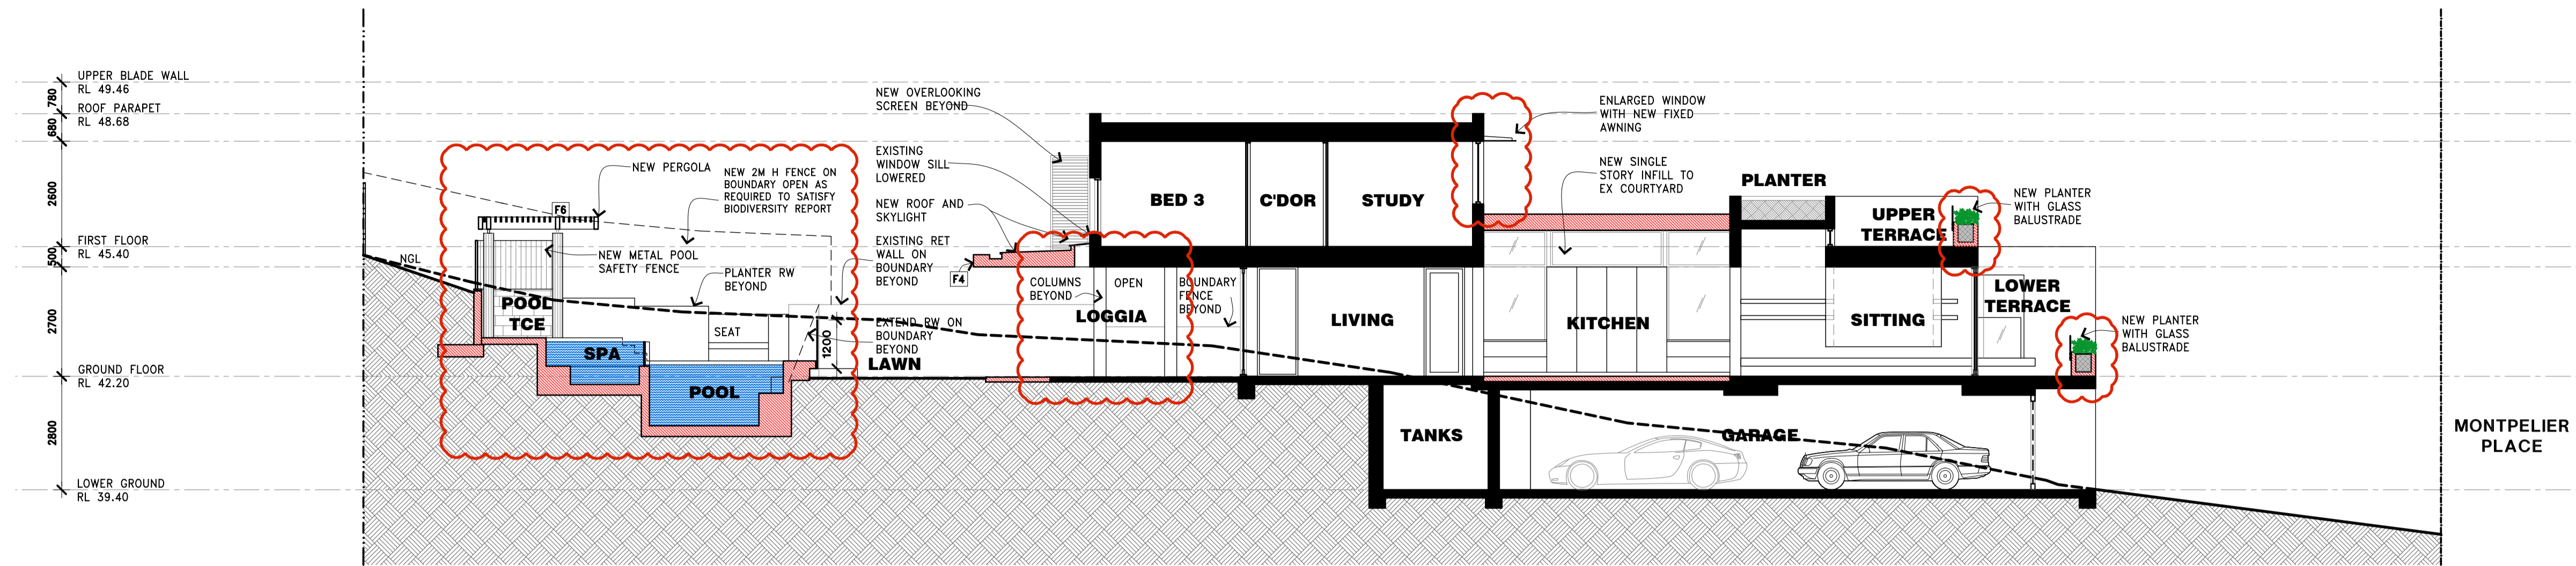 UPPER BLADE WALL
RL 49.46
780
ROOF PARAPET
RL 48.68
680
2600
FIRST FLOOR
RL 45.40
500
2700
GROUND FLOOR
RL 42.20
2800
LOWER GROUND
RL 39.40
NGL
NEW PERGOLA
F6
NEW 2M H FENCE ON
BOUNDARY OPEN AS
REQUIRED TO SATISFY
BIODIVERSITY REPORT
NEW METAL POOL
SAFETY FENCE
PLANTER RW
BEYOND
POOL
TCE
SEAT
SPA
POOL
1200
LAWN
NEW OVERLOOKING
SCREEN BEYOND
EXISTING
WINDOW SILL
LOWERED
NEW ROOF AND
SKYLIGHT
EXISTING RET
WALL ON
BOUNDARY
BEYOND
F4
EXTEND RW ON
BOUNDARY
BEYOND
COLUMNS
BEYOND
OPEN
BOUNDARY
FENCE
BEYOND
LOGGIA
BED 3
C'DOR
STUDY
LIVING
ENLARGED WINDOW
WITH NEW FIXED
AWNING
NEW SINGLE
STORY INFILL TO
EX COURTYARD
KITCHEN
PLANTER
UPPER
TERRACE
NEW PLANTER
WITH GLASS
BALUSTRADE
SITTING
LOWER
TERRACE
NEW PLANTER
WITH GLASS
BALUSTRADE
TANKS
GARAGE
MONTPELIER
PLACE